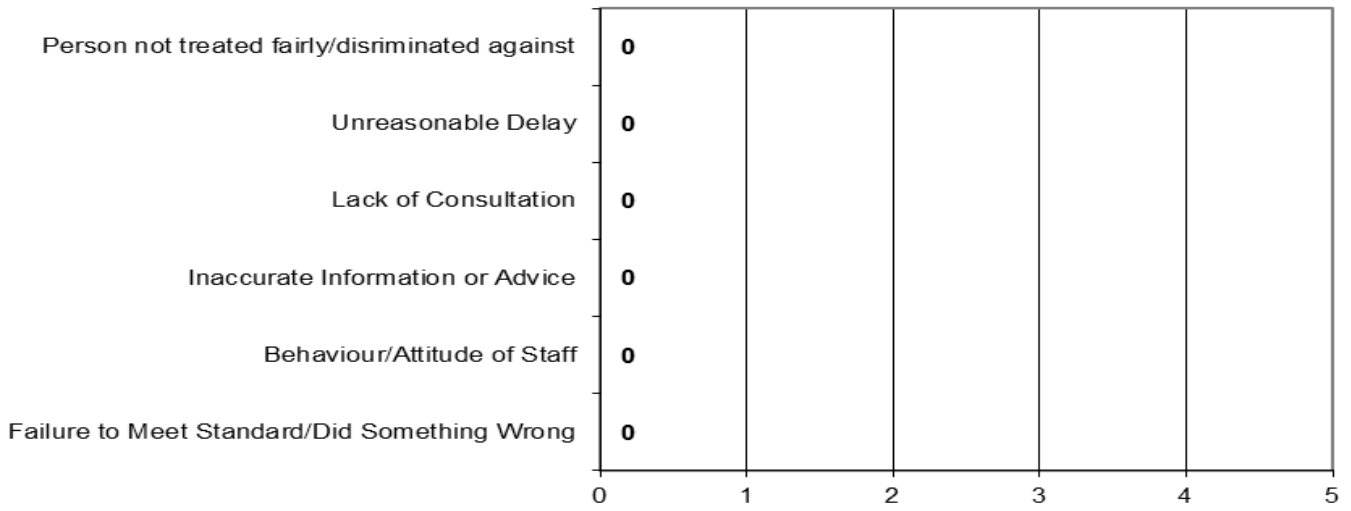 Person not treated fairly/disriminated against 0
Unreasonable Delay 0
Lack of Consultation 0
Inaccurate Information or Advice 0
Behaviour/Attitude of Staff 0
Failure to Meet Standard/Did Something Wrong 0
0 1 2 3 4 5